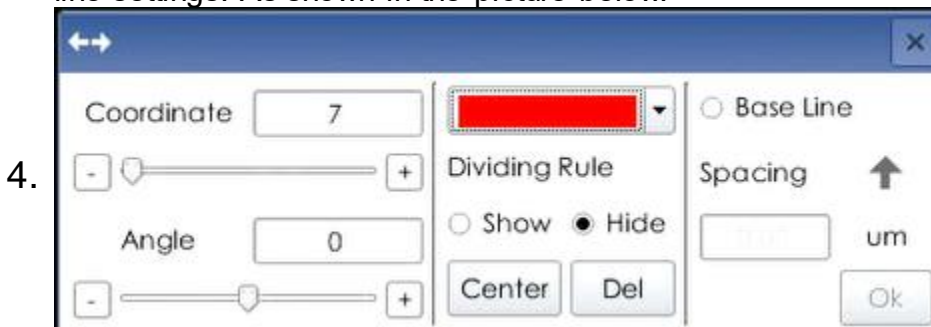 line settings. As shown in the picture below.
4.
Coordinate 7
- +
Angle 0
- +
Dividing Rule
Show Hide
Center Del
Base Line
Spacing
um
Ok